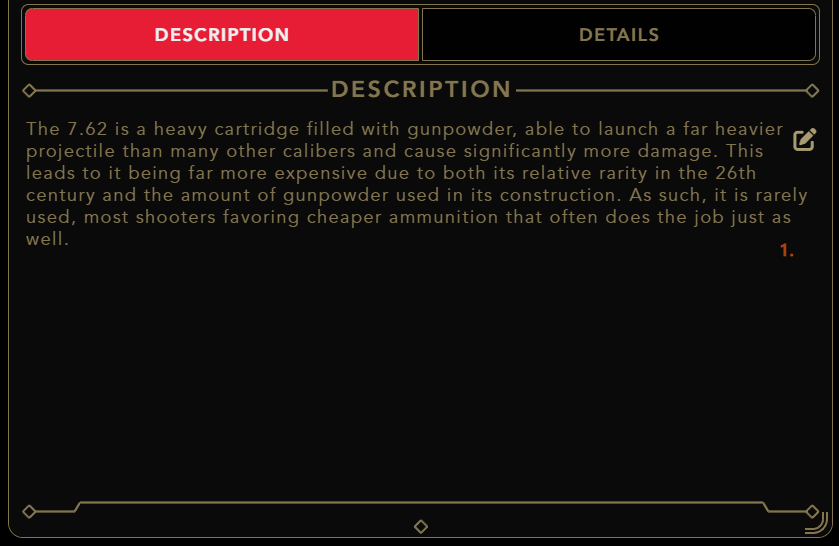 DESCRIPTION
DETAILS
DESCRIPTION
The 7.62 is a heavy cartridge filled with gunpowder, able to launch a far heavier
projectile than many other calibers and cause significantly more damage. This
leads to it being far more expensive due to both its relative rarity in the 26th
century and the amount of gunpowder used in its construction. As such, it is rarely
used, most shooters favoring cheaper ammunition that often does the job just as
well.
1.